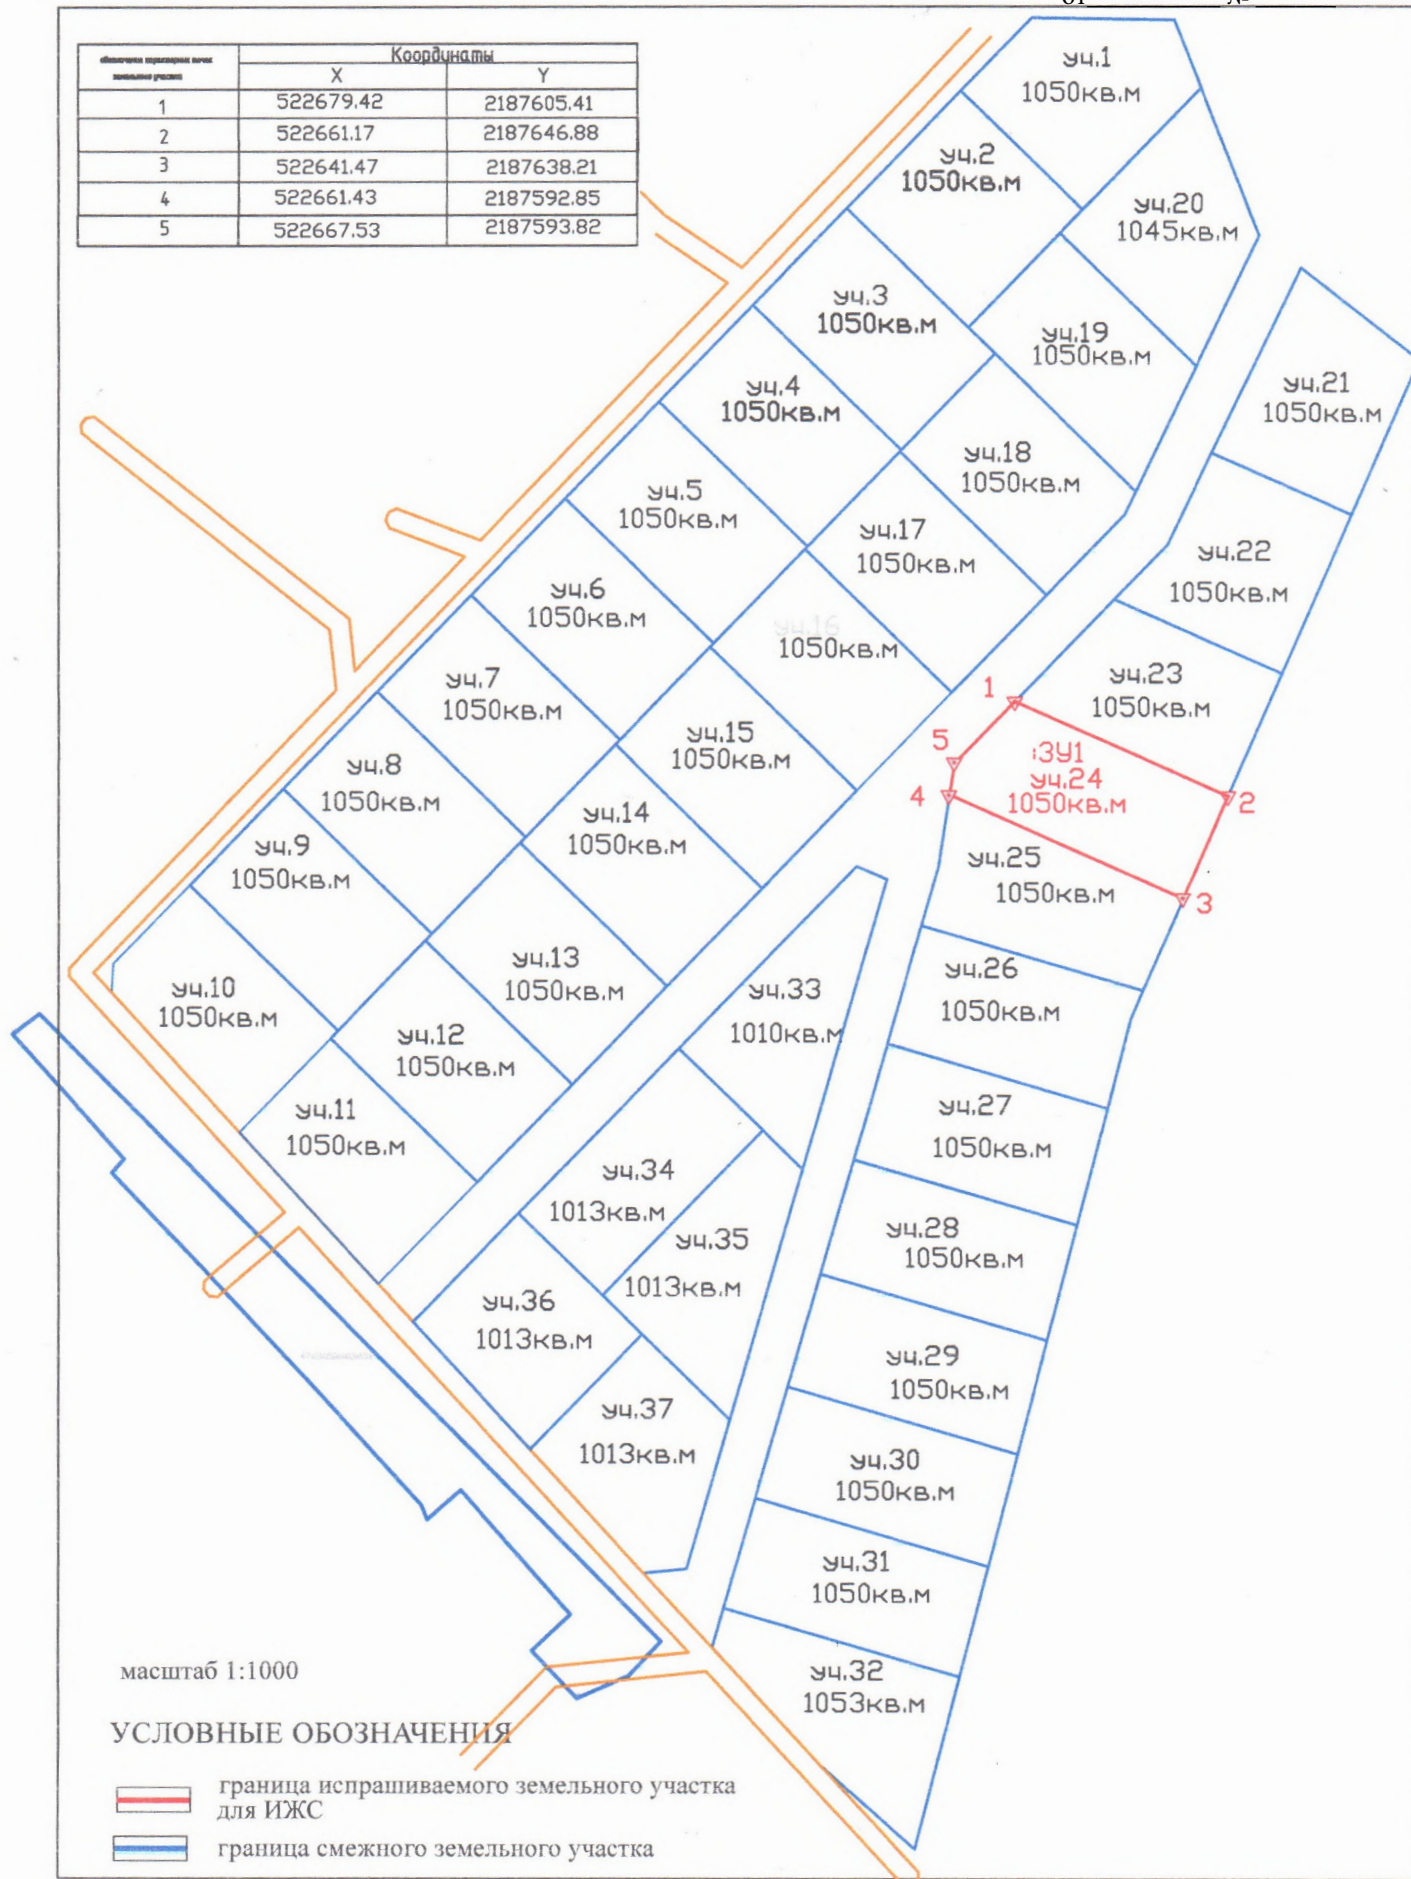 Координаты
X Y
1 522679.42 2187605.41
2 522661.17 2187646.88
3 522641.47 2187638.21
4 522661.43 2187592.85
5 522667.53 2187593.82
уч.1
1050кв.м
уч.2
1050кв.м
уч.20
1045кв.м
уч.3
1050кв.м
уч.19
1050кв.м
уч.4
1050кв.м
уч.21
1050кв.м
уч.18
1050кв.м
уч.5
1050кв.м
уч.17
1050кв.м
уч.22
1050кв.м
уч.6
1050кв.м
уч.16
1050кв.м
уч.7
1050кв.м
уч.23
1050кв.м
1
уч.15
1050кв.м
5
:ЗУ1
уч.24
1050кв.м
4
2
3
уч.8
1050кв.м
уч.14
1050кв.м
уч.9
1050кв.м
уч.25
1050кв.м
уч.13
1050кв.м
уч.26
1050кв.м
уч.10
1050кв.м
уч.33
1010кв.м
уч.12
1050кв.м
уч.11
1050кв.м
уч.27
1050кв.м
уч.34
1013кв.м
уч.35
1013кв.м
уч.28
1050кв.м
уч.36
1013кв.м
уч.29
1050кв.м
уч.37
1013кв.м
уч.30
1050кв.м
уч.31
1050кв.м
уч.32
1053кв.м
масштаб 1:1000
УСЛОВНЫЕ ОБОЗНАЧЕНИЯ
граница испрашиваемого земельного участка
для ИЖС
граница смежного земельного участка